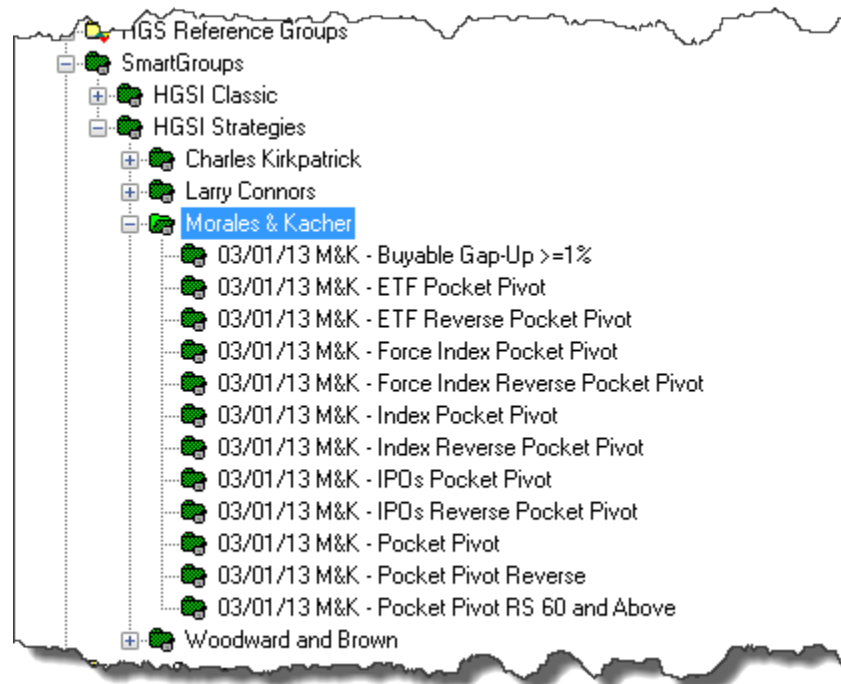 HGS Reference Groups
SmartGroups
HGSI Classic
HGSI Strategies
Charles Kirkpatrick
Larry Connors
Morales & Kacher
03/01/13 M&K - Buyable Gap-Up >=1%
03/01/13 M&K - ETF Pocket Pivot
03/01/13 M&K - ETF Reverse Pocket Pivot
03/01/13 M&K - Force Index Pocket Pivot
03/01/13 M&K - Force Index Reverse Pocket Pivot
03/01/13 M&K - Index Pocket Pivot
03/01/13 M&K - Index Reverse Pocket Pivot
03/01/13 M&K - IPOs Pocket Pivot
03/01/13 M&K - IPOs Reverse Pocket Pivot
03/01/13 M&K - Pocket Pivot
03/01/13 M&K - Pocket Pivot Reverse
03/01/13 M&K - Pocket Pivot RS 60 and Above
Woodward and Brown